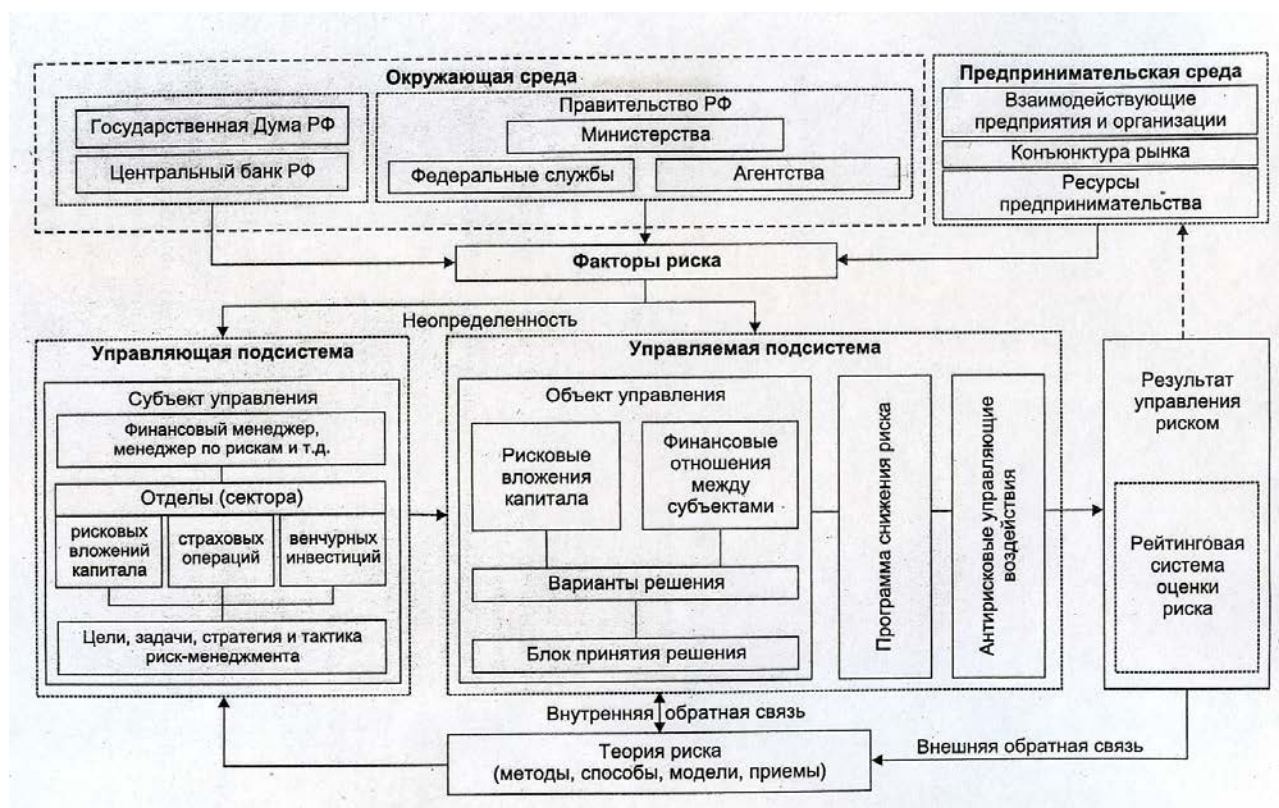 Окружающая среда
Государственная Дума РФ
Центральный банк РФ
Правительство РФ
Министерства
Федеральные службы
Агентства
Предпринимательская среда
Взаимодействующие
предприятия и организации
Конъюнктура рынка
Ресурсы
предпринимательства
Факторы риска
Неопределенность
Управляющая подсистема
Субъект управления
Финансовый менеджер,
менеджер по рискам и т.д.
Отделы (сектора)
рисковых
вложений
капитала
страховых
операций
венчурных
инвестиций
Цели, задачи, стратегия и тактика
риск-менеджмента
Управляемая подсистема
Объект управления
Рисковые
вложения
капитала
Финансовые
отношения
между
субъектами
Варианты решения
Блок принятия решения
Программа снижения риска
Антирисковые управляющие
воздействия
Результат
управления
риском
Рейтинговая
система
оценки
риска
Внутренняя обратная связь
Теория риска
(методы, способы, модели, приемы)
Внешняя обратная связь